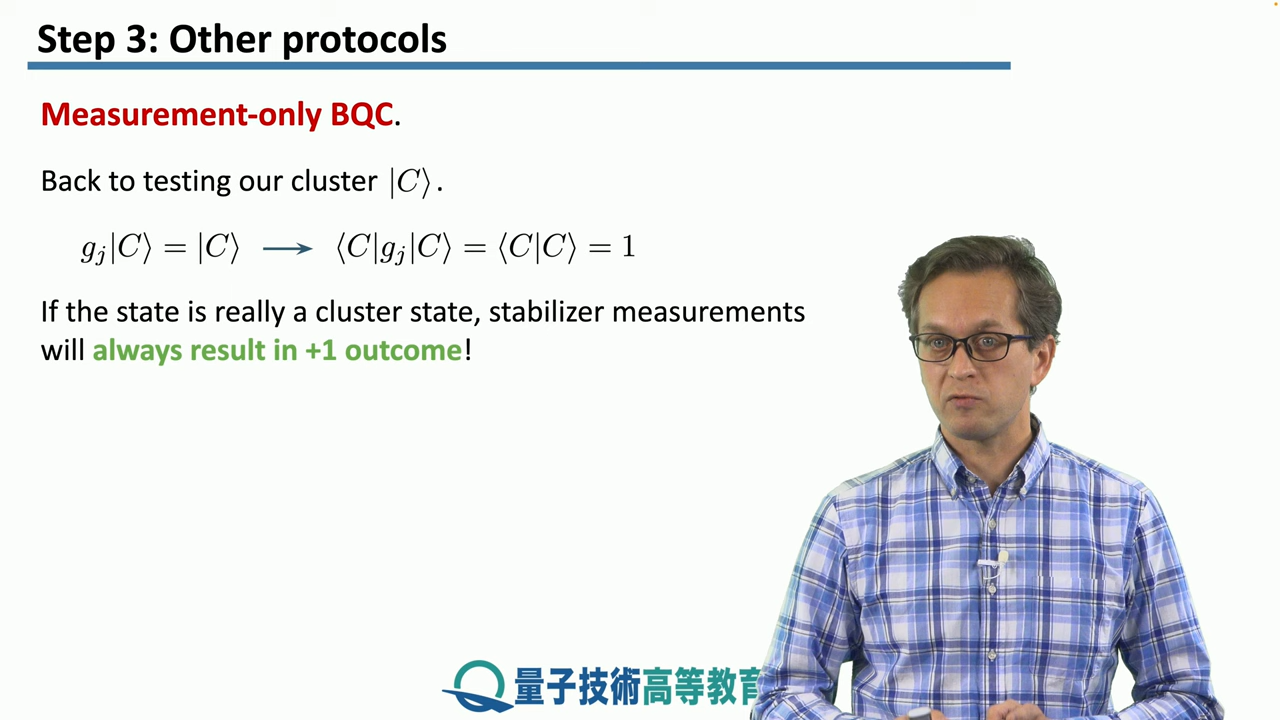 Step 3: Other protocols
Measurement-only BQC.
Back to testing our cluster |C⟩.
g_j|C⟩ = |C⟩ ⟶ ⟨C|g_j|C⟩ = ⟨C|C⟩ = 1
If the state is really a cluster state, stabilizer measurements
will always result in +1 outcome!
量子技術高等教育